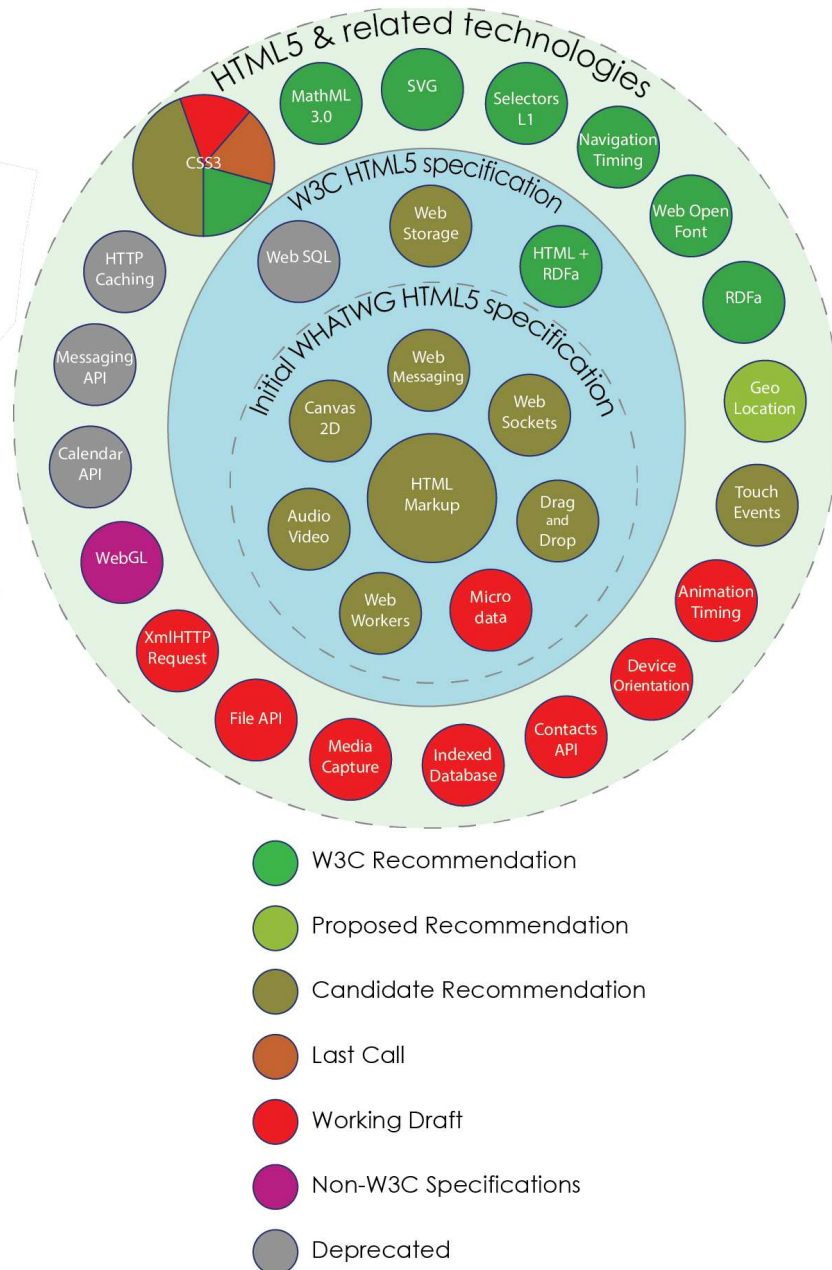 HTML5 & related technologies
MathML
3.0
SVG
Selectors
L1
Navigation
Timing
CSS3
W3C HTML5 specification
Web
Storage
Web Open
Font
Web SQL
HTML +
RDFa
HTTP
Caching
RDFa
Initial WHATWG HTML5 specification
Messaging
API
Web
Messaging
Geo
Location
Canvas
2D
Web
Sockets
Calendar
API
HTML
Markup
Touch
Events
Audio
Video
Drag
and
Drop
WebGL
Web
Workers
Micro
data
Animation
Timing
XmlHTTP
Request
Device
Orientation
File API
Media
Capture
Indexed
Database
Contacts
API
W3C Recommendation
Proposed Recommendation
Candidate Recommendation
Last Call
Working Draft
Non-W3C Specifications
Deprecated